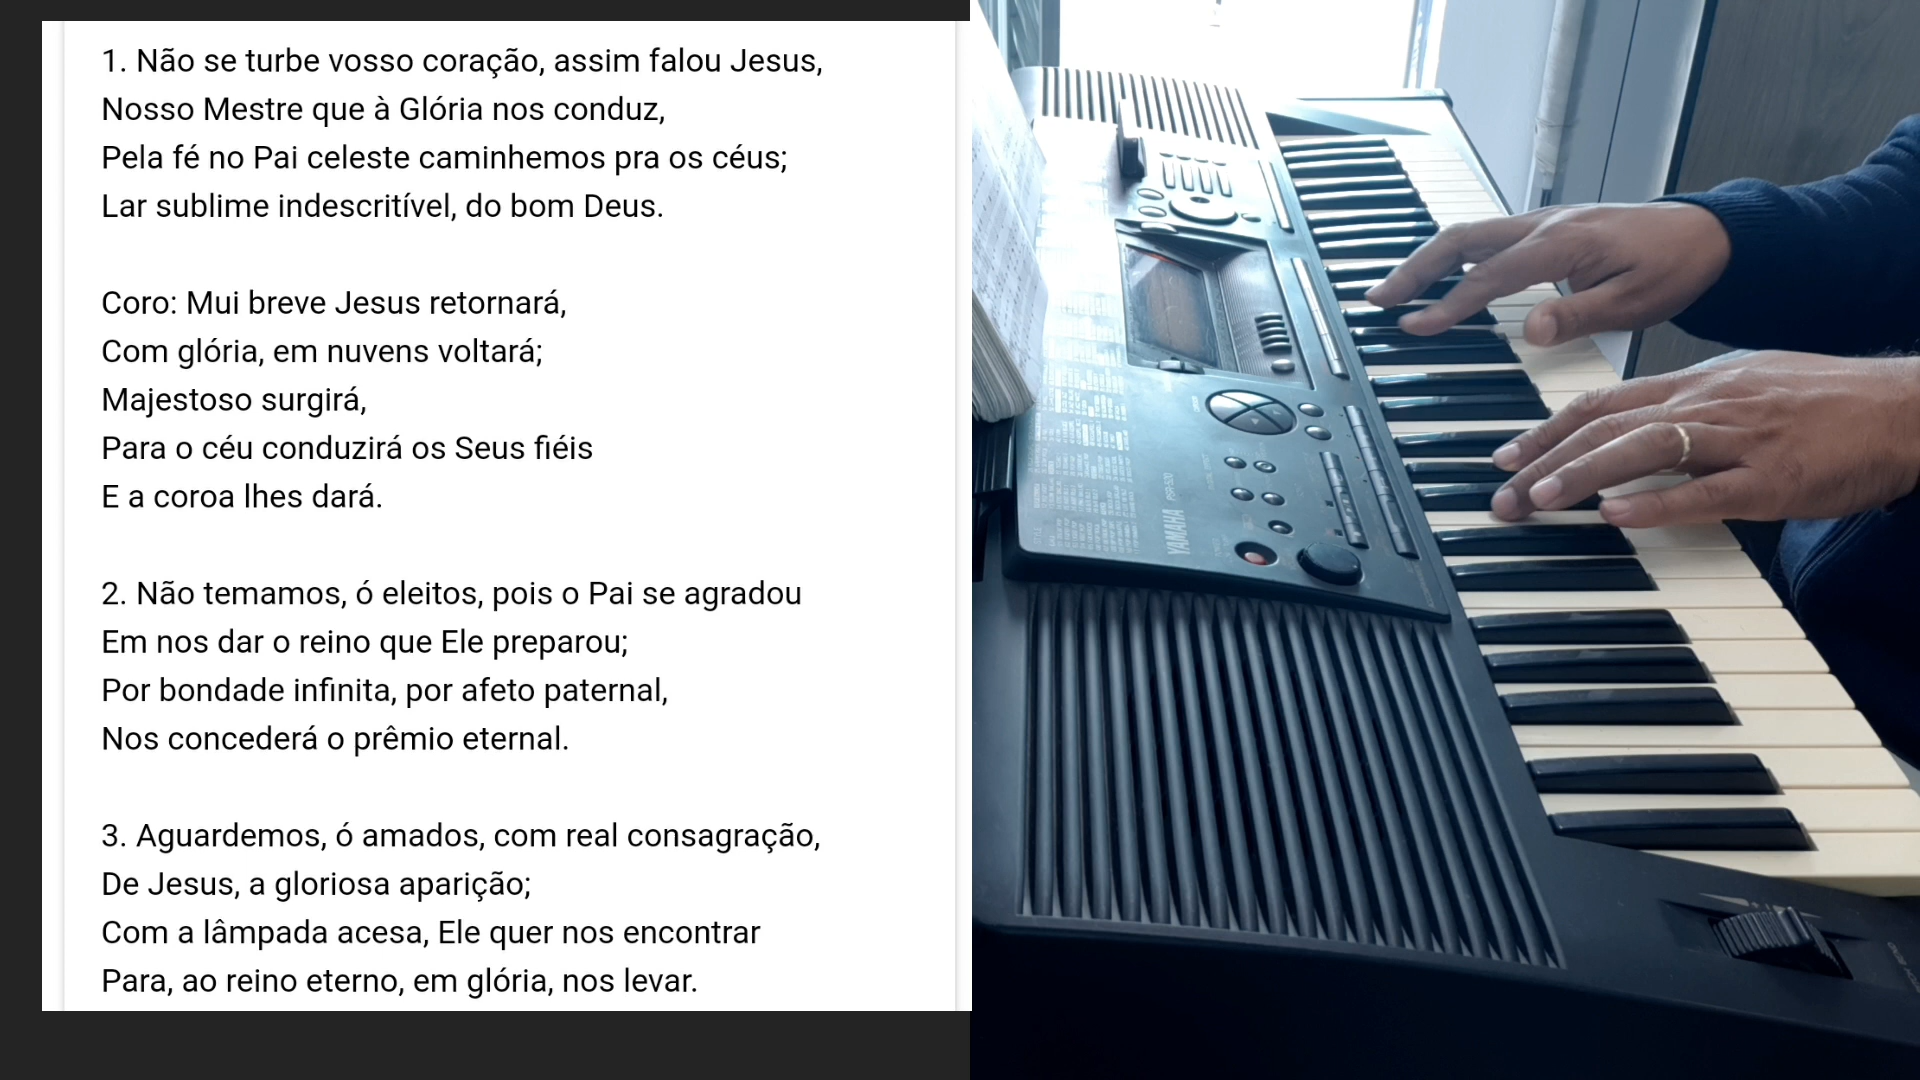 1. Não se turbe vosso coração, assim falou Jesus,
Nosso Mestre que à Glória nos conduz,
Pela fé no Pai celeste caminhemos pra os céus;
Lar sublime indescritível, do bom Deus.
Coro: Mui breve Jesus retornará,
Com glória, em nuvens voltará;
Majestoso surgirá,
Para o céu conduzirá os Seus fiéis
E a coroa lhes dará.
2. Não temamos, ó eleitos, pois o Pai se agradou
Em nos dar o reino que Ele preparou;
Por bondade infinita, por afeto paternal,
Nos concederá o prêmio eternal.
3. Aguardemos, ó amados, com real consagração,
De Jesus, a gloriosa aparição;
Com a lâmpada acesa, Ele quer nos encontrar
Para, ao reino eterno, em glória, nos levar.
YAMAHA